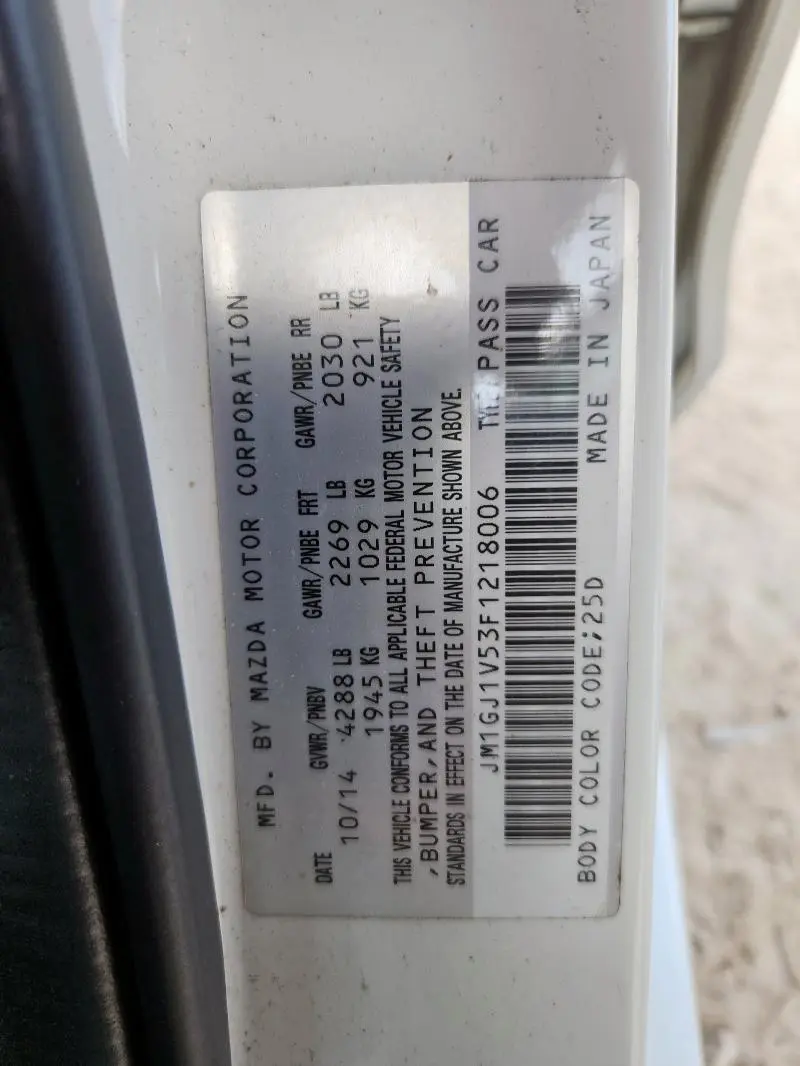 MFD. BY MAZDA MOTOR CORPORATION
DATE GVWR/PNBV GAWR/PNBE FRT GAWR/PNBE RR
10/14 4288 LB 2269 LB 2030 LB
1945 KG 1029 KG 921 KG
THIS VEHICLE CONFORMS TO ALL APPLICABLE FEDERAL MOTOR VEHICLE SAFETY
,BUMPER,AND THEFT PREVENTION
STANDARDS IN EFFECT ON THE DATE OF MANUFACTURE SHOWN ABOVE.
JM1GJ1V53F1218006 PASS CAR
BODY COLOR CODE;25D MADE IN JAPAN